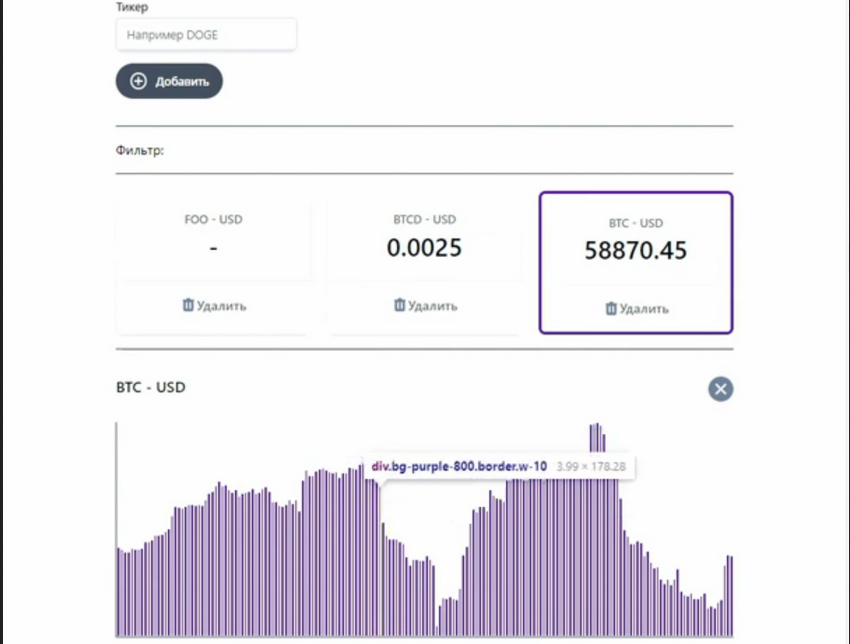 Тикер
Например DOGE
Добавить
Фильтр:
FOO - USD
-
Удалить
BTCD - USD
0.0025
Удалить
BTC - USD
58870.45
Удалить
BTC - USD
div.bg-purple-800.border.w-10 3.99 × 178.28